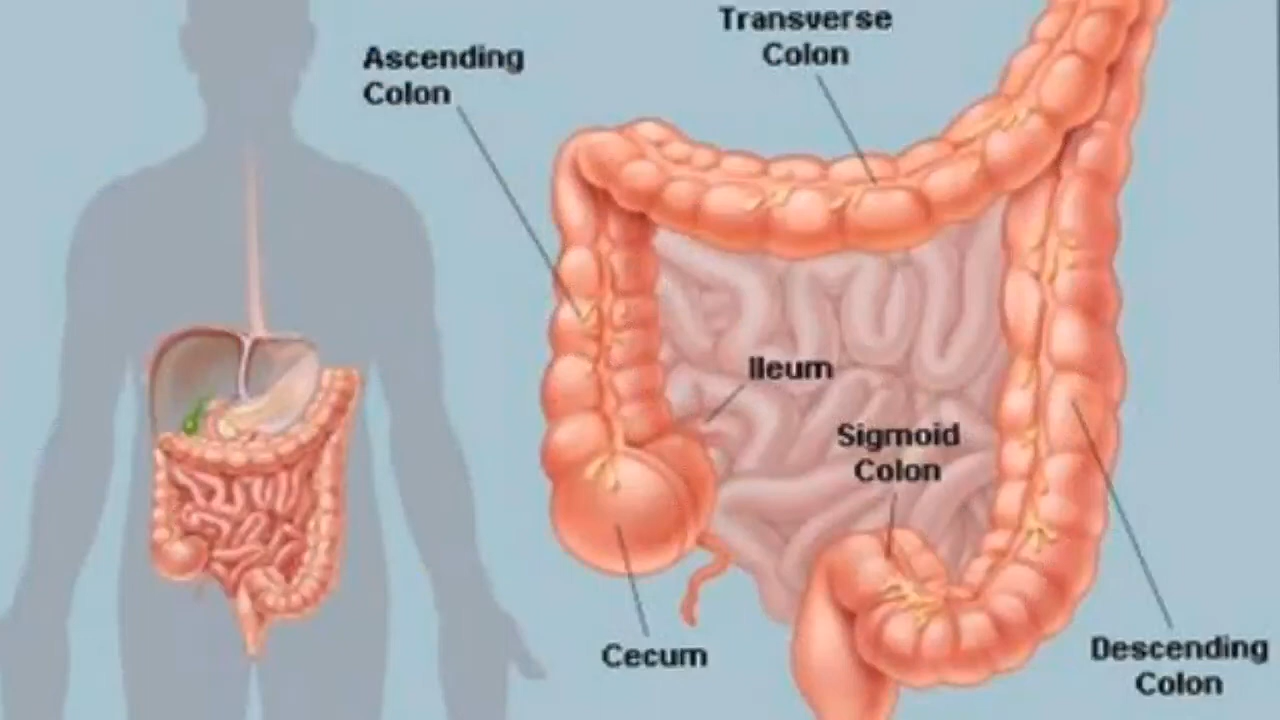 Transverse
Colon
Ascending
Colon
Ileum
Sigmoid
Colon
Cecum
Descending
Colon